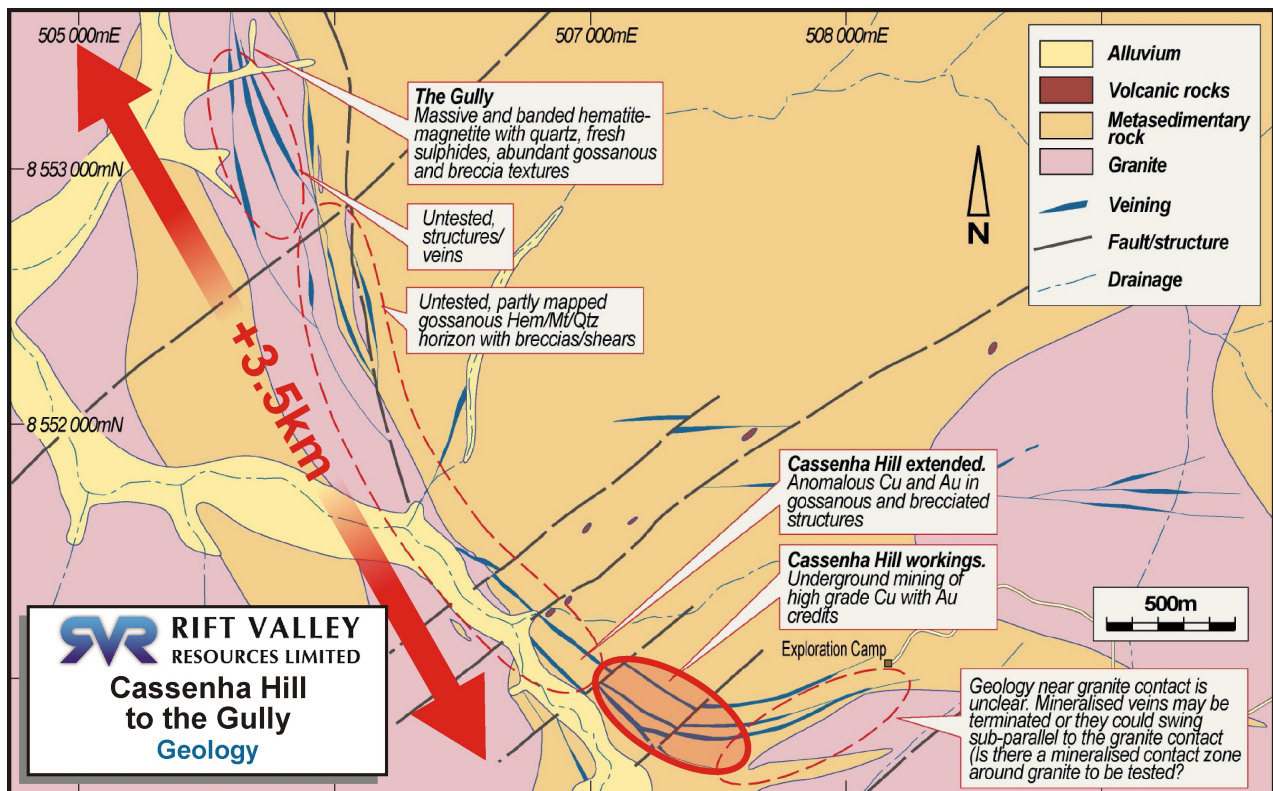 505 000mE
507 000mE
508 000mE
8 553 000mN
8 552 000mN
The Gully
Massive and banded hematite-
magnetite with quartz, fresh
sulphides, abundant gossanous
and breccia textures
Untested,
structures/
veins
Untested, partly mapped
gossanous Hem/Mt/Qtz
horizon with breccias/shears
+3.5km
Alluvium
Volcanic rocks
Metasedimentary
rock
Granite
Veining
Fault/structure
Drainage
N
Cassenha Hill extended.
Anomalous Cu and Au in
gossanous and brecciated
structures
Cassenha Hill workings.
Underground mining of
high grade Cu with Au
credits
500m
Exploration Camp
Geology near granite contact is
unclear. Mineralised veins may be
terminated or they could swing
sub-parallel to the granite contact
(Is there a mineralised contact zone
around granite to be tested?
SVR RIFT VALLEY
RESOURCES LIMITED
Cassenha Hill
to the Gully
Geology